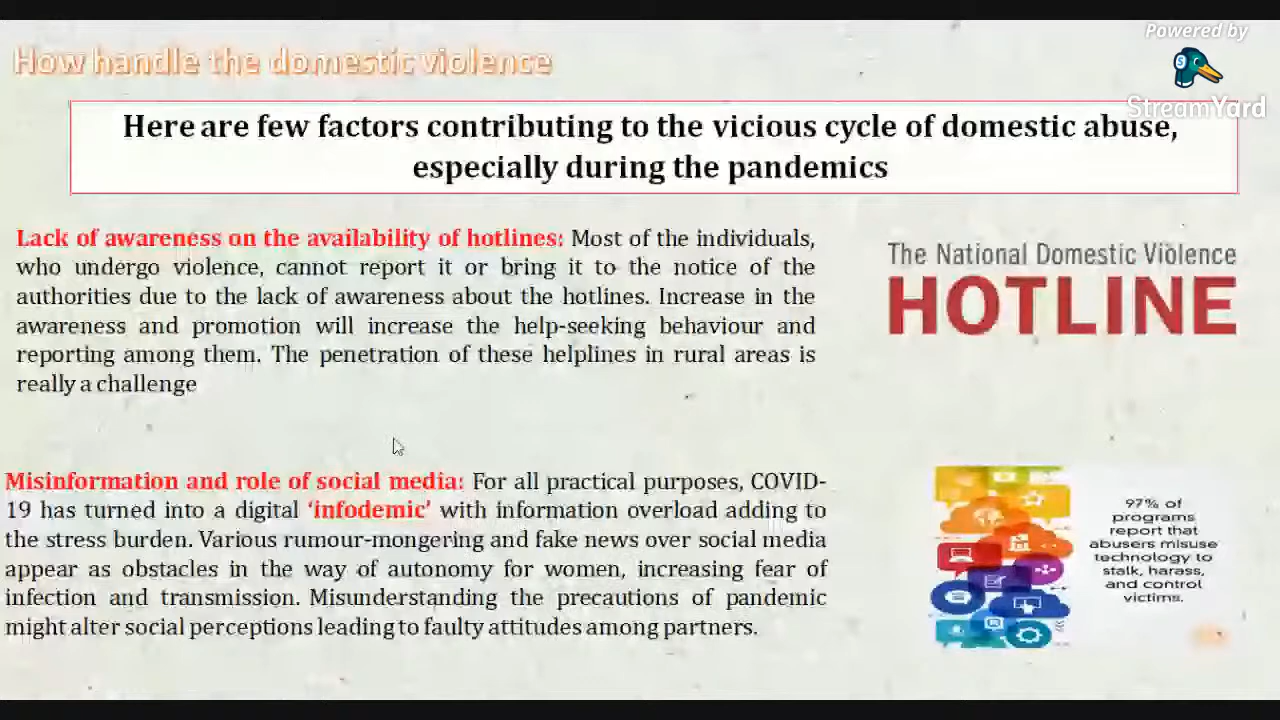 Powered by
StreamYard
How handle the domestic violence
Here are few factors contributing to the vicious cycle of domestic abuse,
especially during the pandemics
Lack of awareness on the availability of hotlines: Most of the individuals,
who undergo violence, cannot report it or bring it to the notice of the
authorities due to the lack of awareness about the hotlines. Increase in the
awareness and promotion will increase the help-seeking behaviour and
reporting among them. The penetration of these helplines in rural areas is
really a challenge
The National Domestic Violence
HOTLINE
Misinformation and role of social media: For all practical purposes, COVID-
19 has turned into a digital ‘infodemic’ with information overload adding to
the stress burden. Various rumour-mongering and fake news over social media
appear as obstacles in the way of autonomy for women, increasing fear of
infection and transmission. Misunderstanding the precautions of pandemic
might alter social perceptions leading to faulty attitudes among partners.
97% of
programs
report that
abusers misuse
technology to
stalk, harass,
and control
victims.